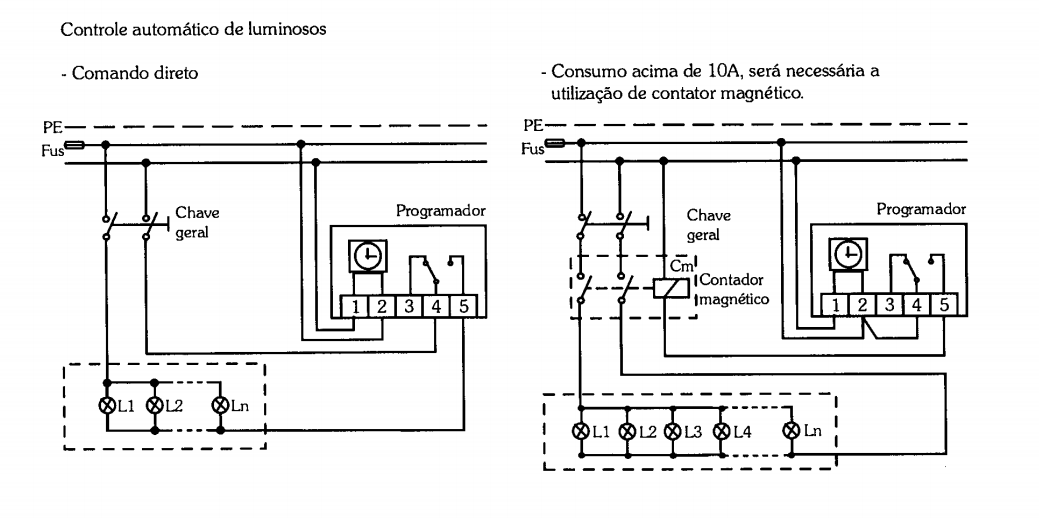 Controle automático de luminosos
- Comando direto
PE
Fus
Chave
geral
Programador
1 2 3 4 5
L1 L2 Ln
- Consumo acima de 10A, será necessária a
utilização de contator magnético.
PE
Fus
Chave
geral
Programador
Cm
Contador
magnético
1 2 3 4 5
L1 L2 L3 L4 Ln